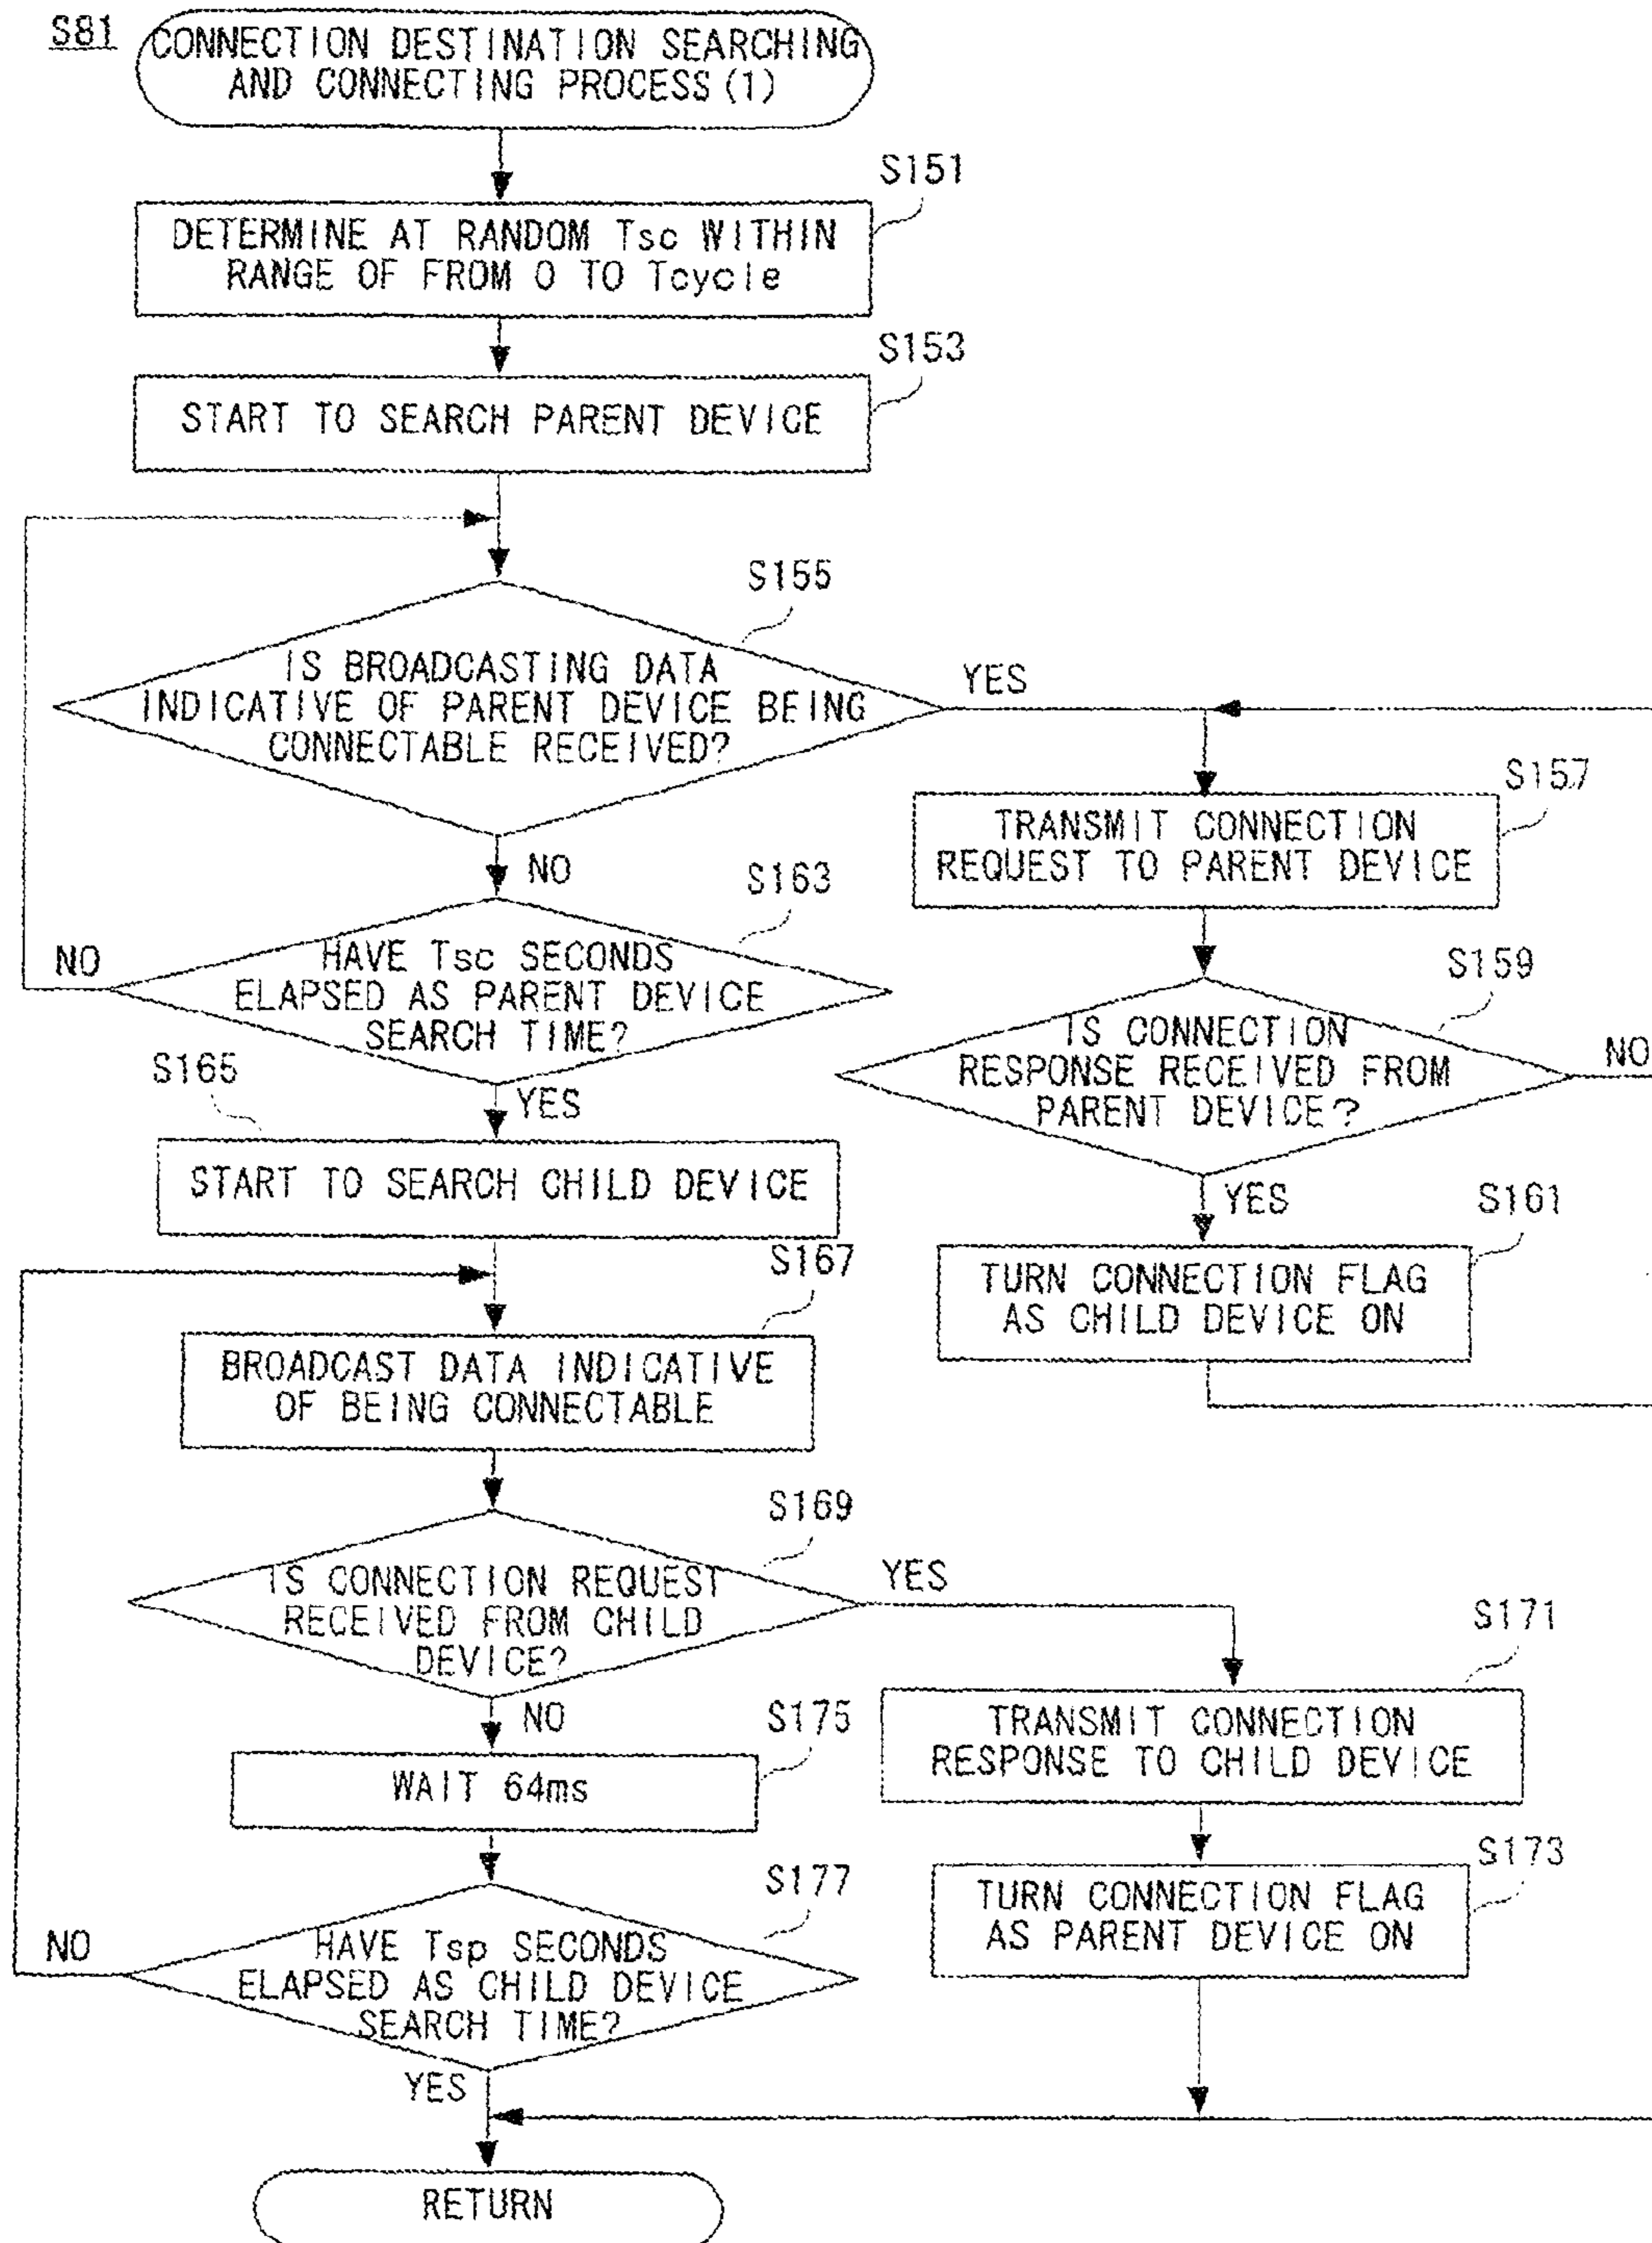 S81
CONNECTION DESTINATION SEARCHING
AND CONNECTING PROCESS(1)
S151
DETERMINE AT RANDOM Tsc WITHIN
RANGE OF FROM 0 TO Tcycle
S153
START TO SEARCH PARENT DEVICE
S155
IS BROADCASTING DATA
INDICATIVE OF PARENT DEVICE BEING
CONNECTABLE RECEIVED?
YES
NO
S157
TRANSMIT CONNECTION
REQUEST TO PARENT DEVICE
S159
IS CONNECTION
RESPONSE RECEIVED FROM
PARENT DEVICE?
NO
YES
S161
TURN CONNECTION FLAG
AS CHILD DEVICE ON
S163
HAVE Tsc SECONDS
ELAPSED AS PARENT DEVICE
SEARCH TIME?
NO
YES
S165
START TO SEARCH CHILD DEVICE
S167
BROADCAST DATA INDICATIVE
OF BEING CONNECTABLE
S169
IS CONNECTION REQUEST
RECEIVED FROM CHILD
DEVICE?
YES
NO
S171
TRANSMIT CONNECTION
RESPONSE TO CHILD DEVICE
S173
TURN CONNECTION FLAG
AS PARENT DEVICE ON
S175
WAIT 64ms
S177
HAVE Tsp SECONDS
ELAPSED AS CHILD DEVICE
SEARCH TIME?
NO
YES
RETURN